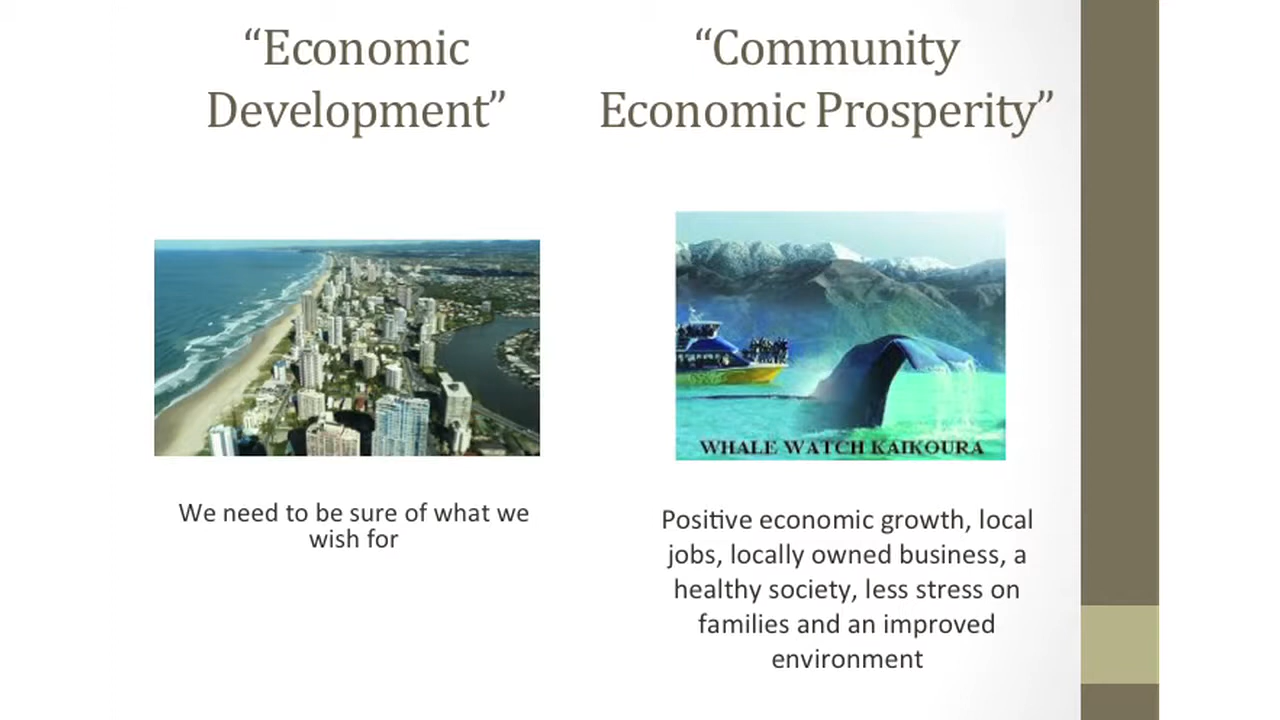 “Economic
Development”
“Community
Economic Prosperity”
WHALE WATCH KAIKOURA
We need to be sure of what we
wish for
Positive economic growth, local
jobs, locally owned business, a
healthy society, less stress on
families and an improved
environment